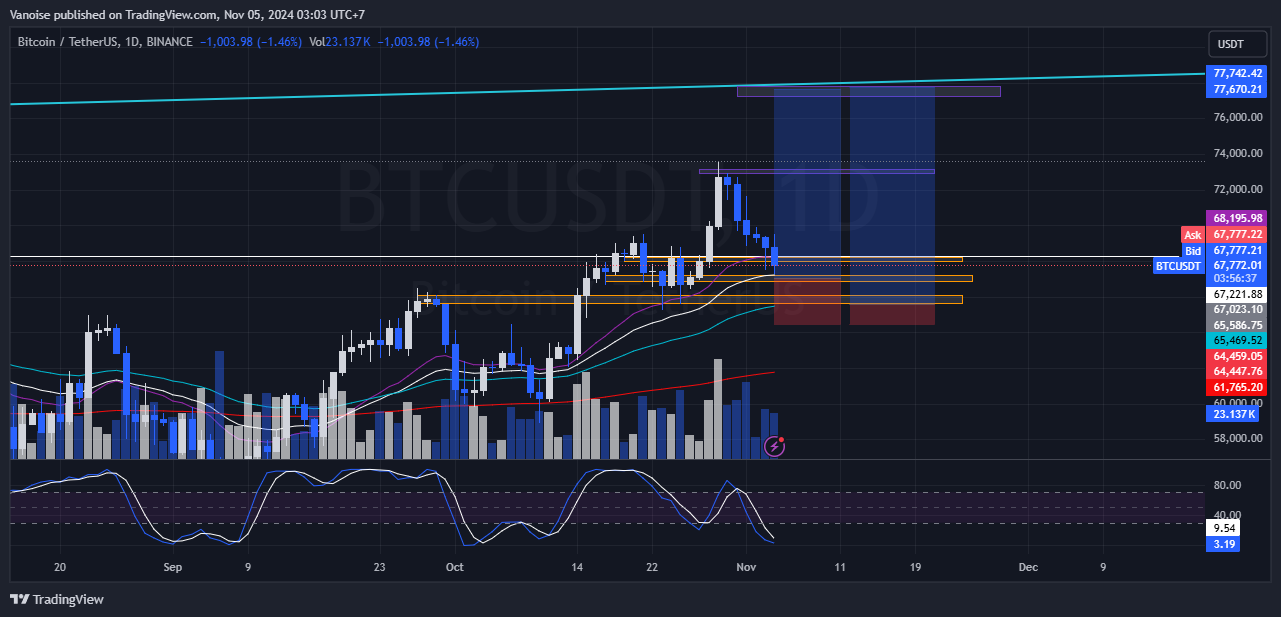 Vanoise published on TradingView.com, Nov 05, 2024 03:03 UTC+7
Bitcoin / TetherUS, 1D, BINANCE −1,003.98 (−1.46%) Vol23.137K −1,003.98 (−1.46%)
USDT
77,742.42
77,670.21
76,000.00
74,000.00
72,000.00
BTCUSDT, 1D
68,195.98
Ask 67,777.22
Bid 67,777.21
BTCUSDT 67,772.01
03:56:37
67,221.88
Bitcoin / TetherUS
67,023.10
65,586.75
65,469.52
64,459.05
64,447.76
61,765.20
60,000.00
23.137K
58,000.00
80.00
40.00
9.54
3.19
20 Sep 9 23 Oct 14 22 Nov 11 19 Dec 9
TradingView